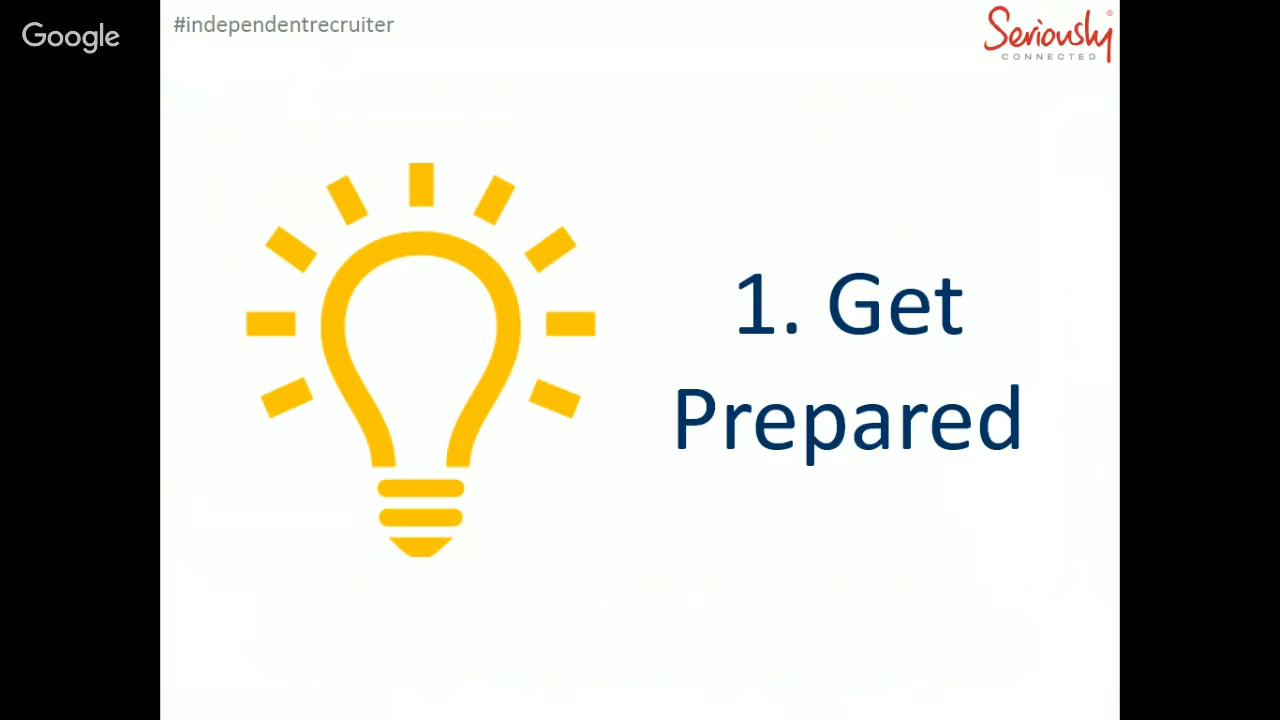 Google
#independentrecruiter
Seriously
CONNECTED
1. Get
Prepared